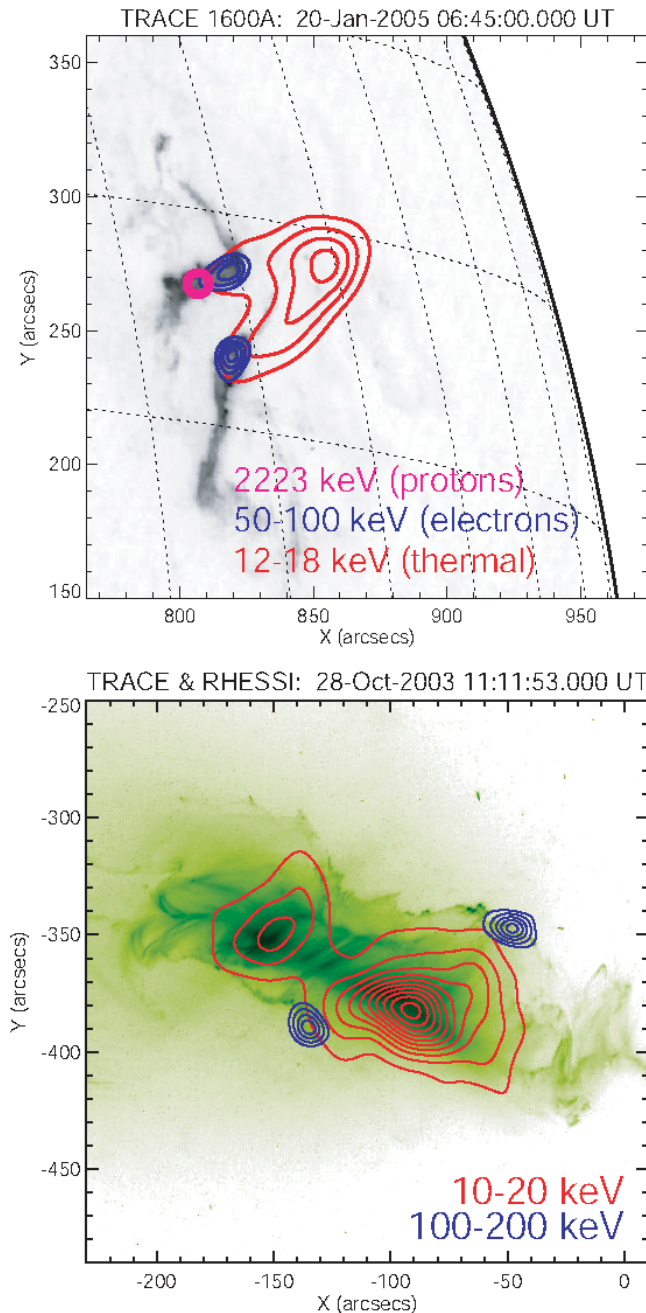 TRACE 1600A:  20-Jan-2005 06:45:00.000 UT
350
300
250
200
150
Y (arcsecs)
2223 keV (protons)
50-100 keV (electrons)
12-18 keV (thermal)
800 850 900 950
X (arcsecs)
TRACE & RHESSI:  28-Oct-2003 11:11:53.000 UT
-250
-300
-350
-400
-450
Y (arcsecs)
10-20 keV
100-200 keV
-200 -150 -100 -50 0
X (arcsecs)